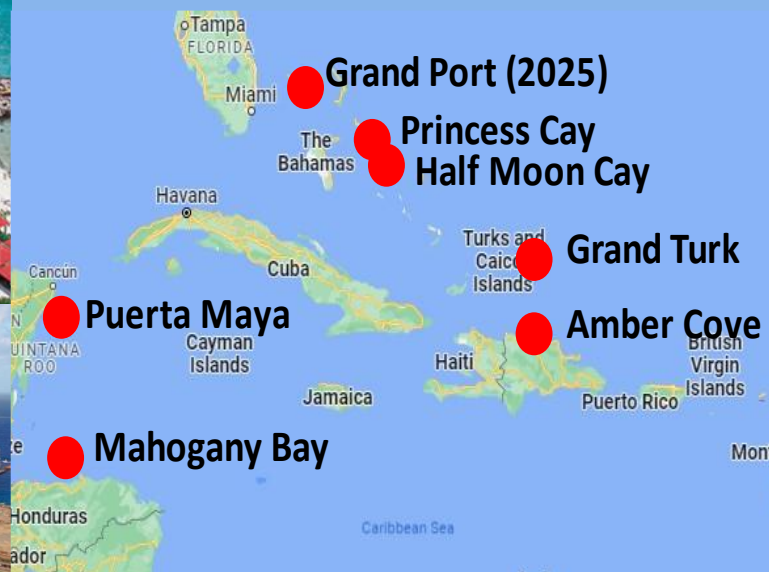 Tampa
FLORIDA
Grand Port (2025)
Miami
The
Bahamas
Princess Cay
Half Moon Cay
Havana
Turks and
Caicos
Islands
Grand Turk
Cancún
Cuba
Puerta Maya
N
UINTANA
ROO
Cayman
Islands
Amber Cove
British
Virgin
Islands
Haiti
Jamaica
Puerto Rico
ze
Mahogany Bay
Mon
Honduras
ador
Caribbean Sea